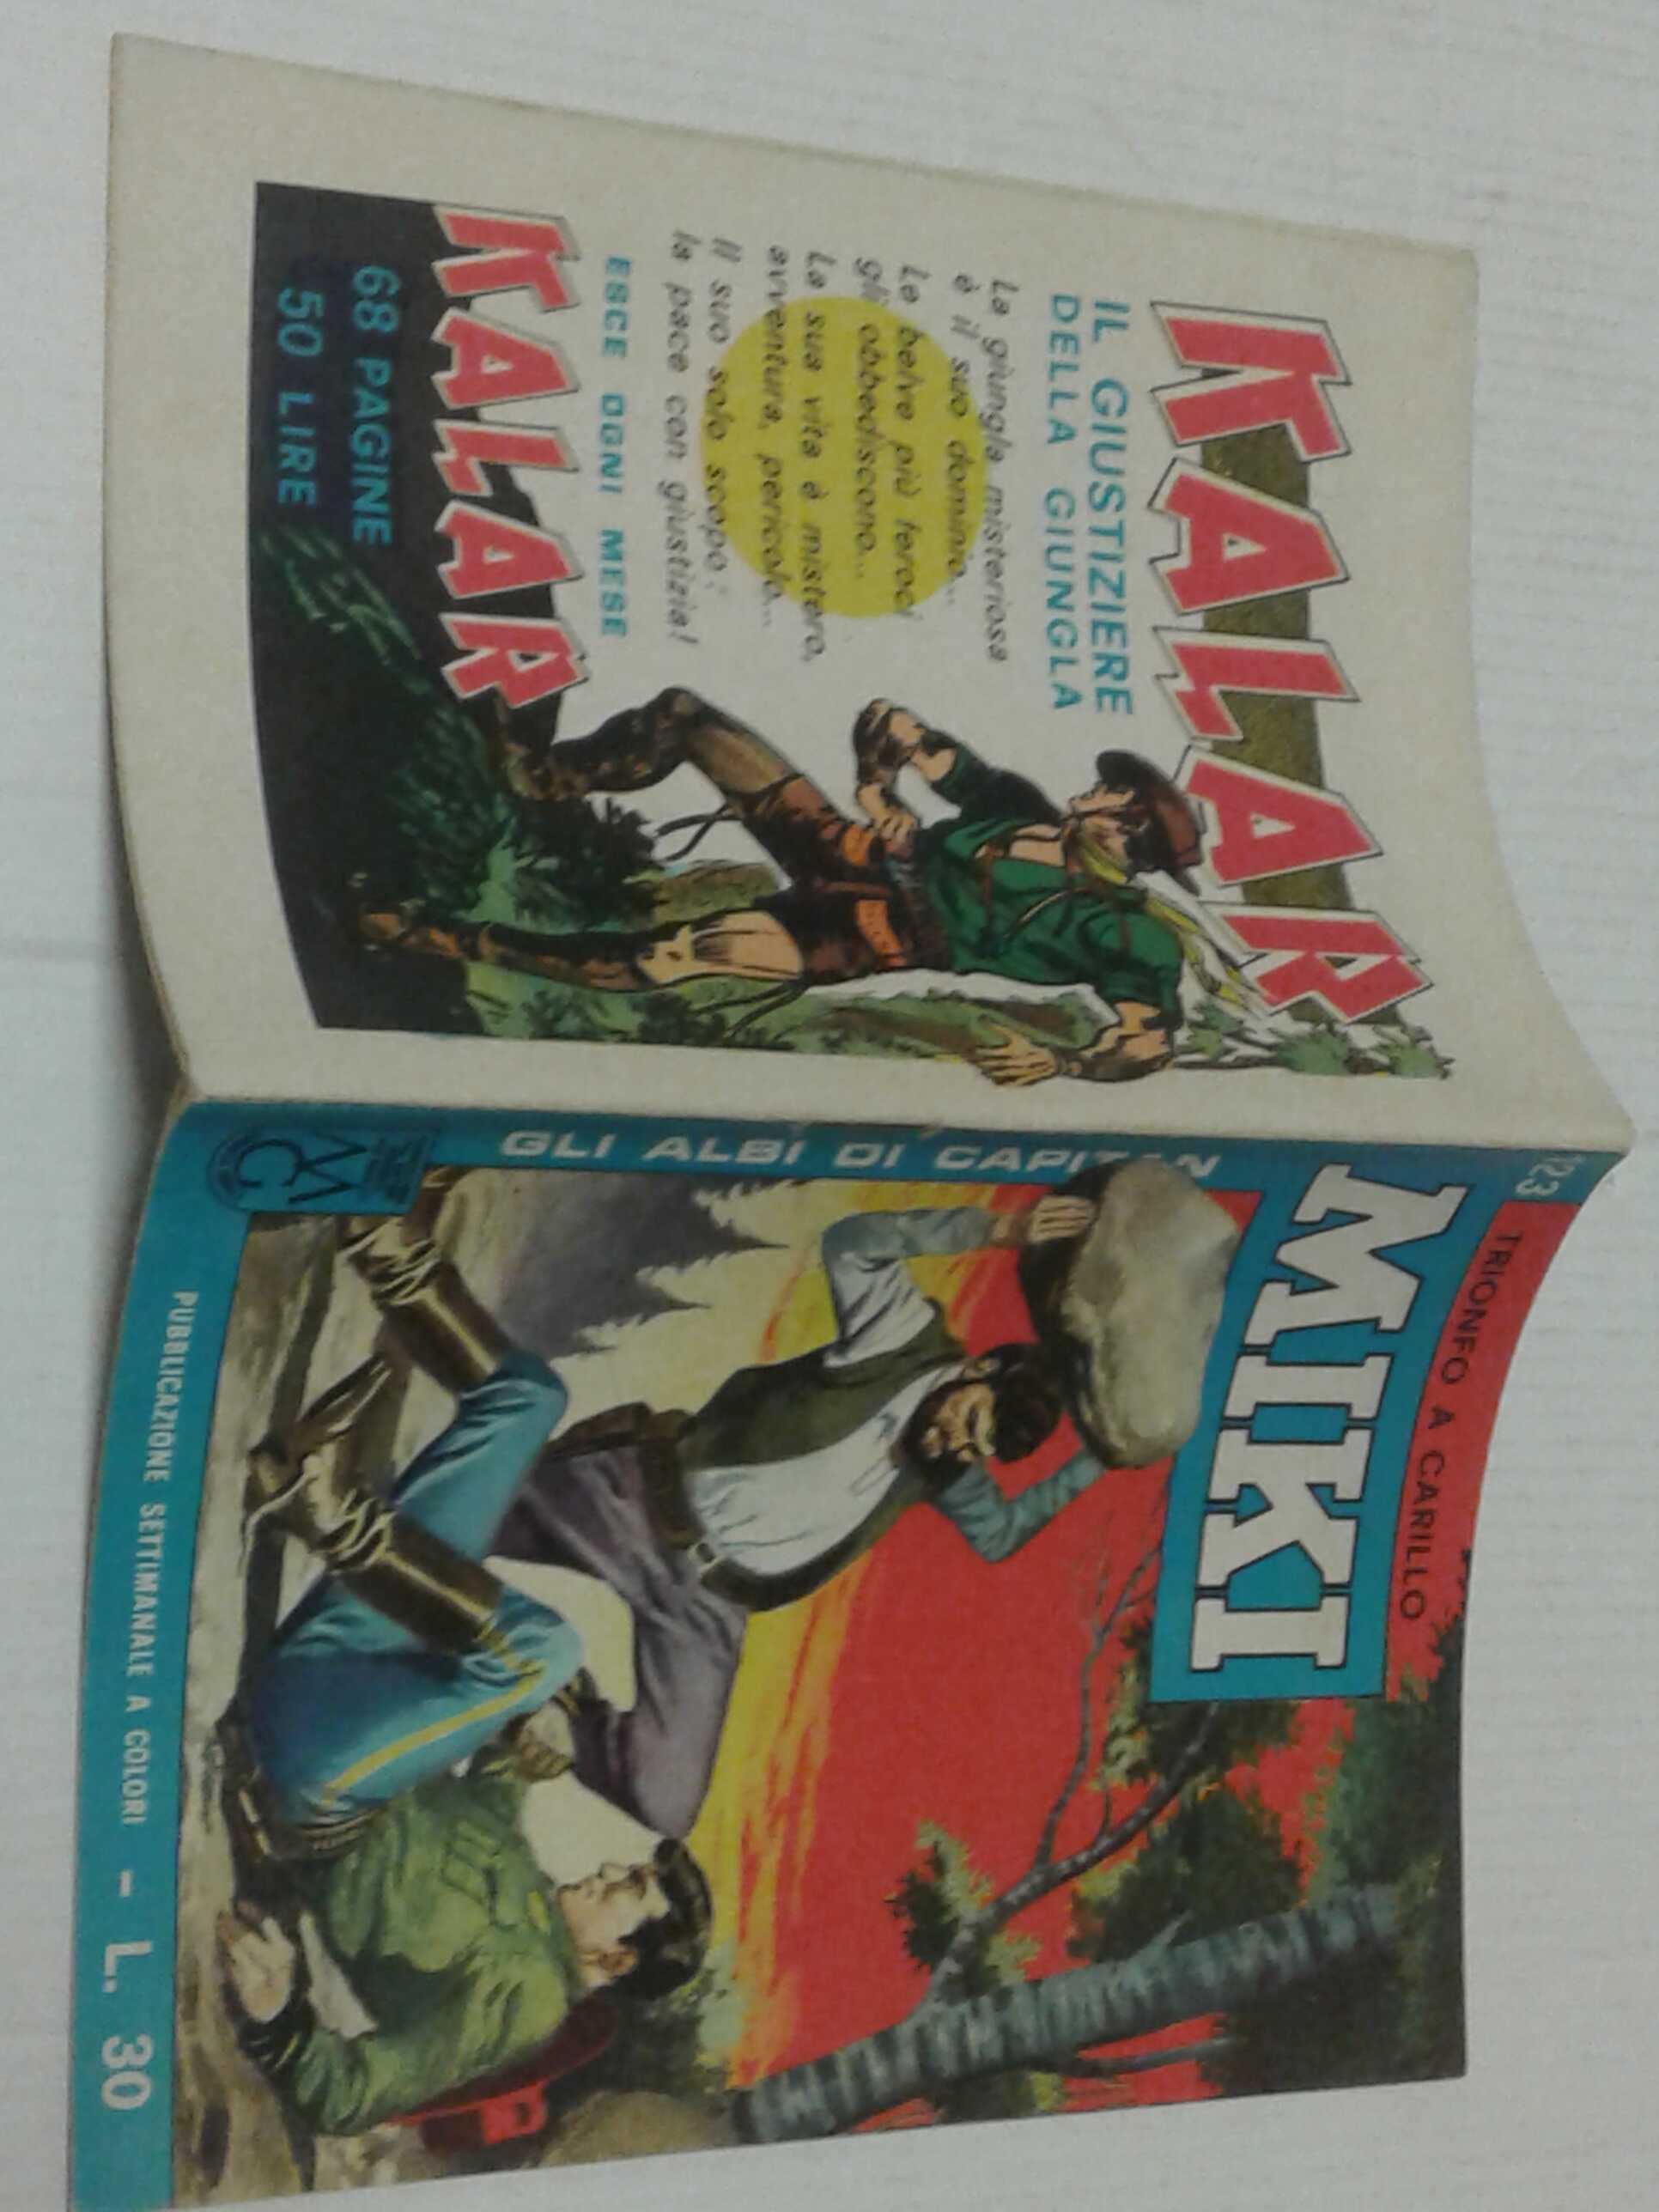 KALAR
IL GIUSTIZIERE
DELLA GIUNGLA
La giungla misteriosa
è il suo dominio...
Le belve più feroci
gli obbediscono...
La sua vita è mistero,
avventura, pericolo...
Il suo solo scopo:
la pace con giustizia!
ESCE OGNI MESE
KALAR
68 PAGINE
50 LIRE
123
TRIONFO A CARILLO
GLI ALBI DI CAPITAN
MIKI
PUBBLICAZIONE SETTIMANALE A COLORI - L. 30